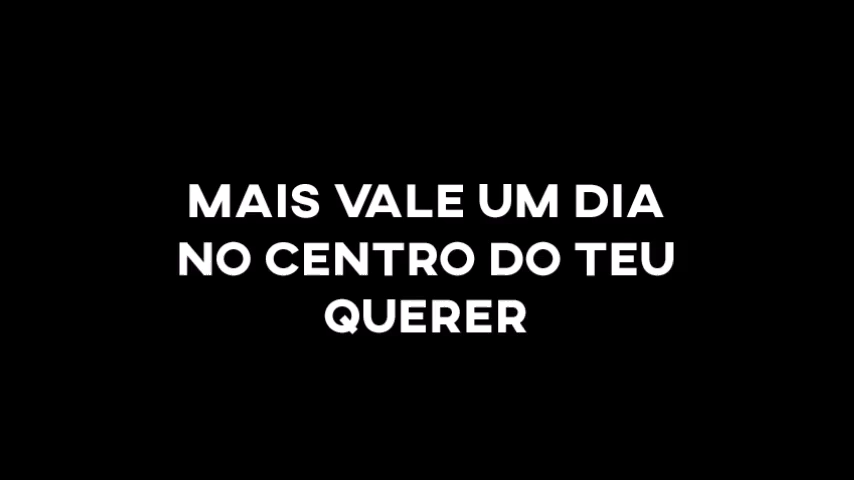 MAIS VALE UM DIA
NO CENTRO DO TEU
QUERER